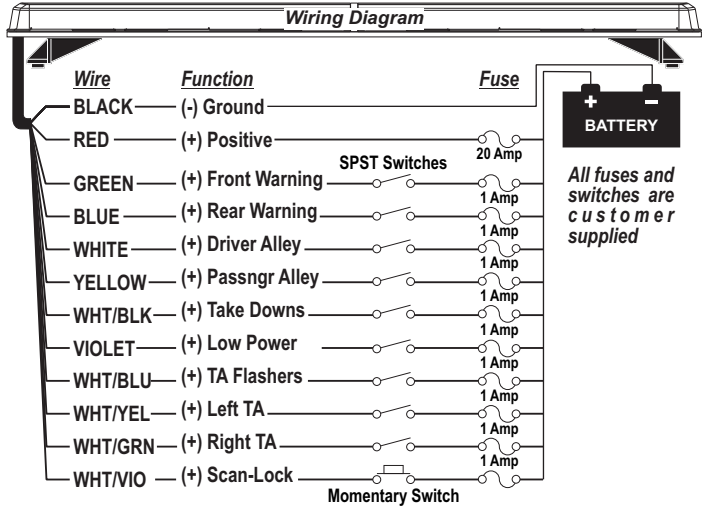 Wiring Diagram
Wire Function Fuse
BLACK (-) Ground
RED (+) Positive
20 Amp
SPST Switches
GREEN (+) Front Warning
1 Amp
BLUE (+) Rear Warning
1 Amp
WHITE (+) Driver Alley
1 Amp
YELLOW (+) Passngr Alley
1 Amp
WHT/BLK (+) Take Downs
1 Amp
VIOLET (+) Low Power
1 Amp
WHT/BLU (+) TA Flashers
1 Amp
WHT/YEL (+) Left TA
1 Amp
WHT/GRN (+) Right TA
1 Amp
WHT/VIO (+) Scan-Lock
Momentary Switch
+ –
BATTERY
All fuses and
switches are
customer
supplied